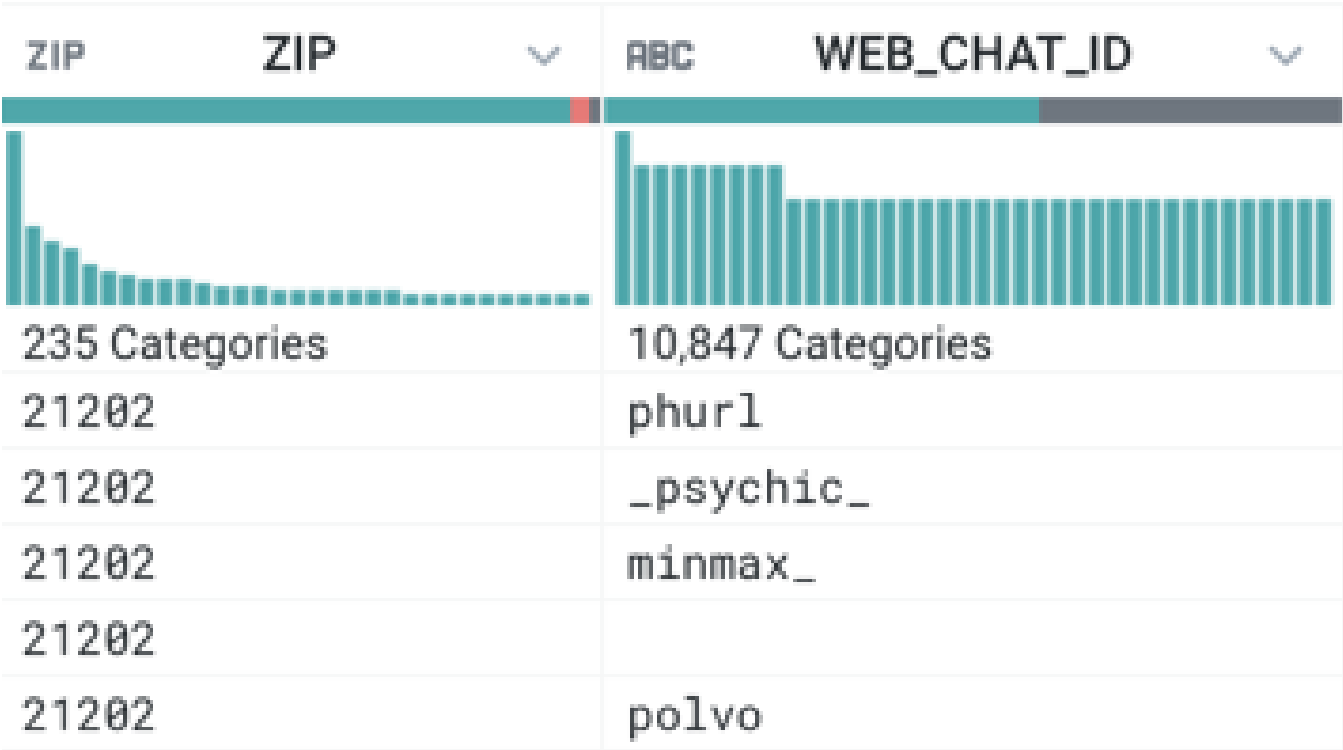 ZIP ZIP ABC WEB_CHAT_ID
235 Categories 10,847 Categories
21202 phurl
21202 _psychic_
21202 minmax_
21202
21202 polvo